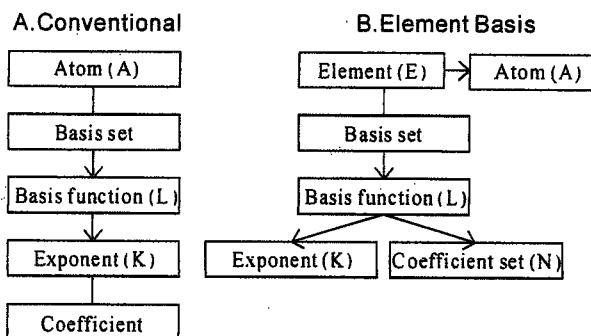 A.Conventional
Atom (A)
Basis set
Basis function (L)
Exponent (K)
Coefficient
B.Element Basis
Element (E)
Atom (A)
Basis set
Basis function (L)
Exponent (K)
Coefficient set (N)